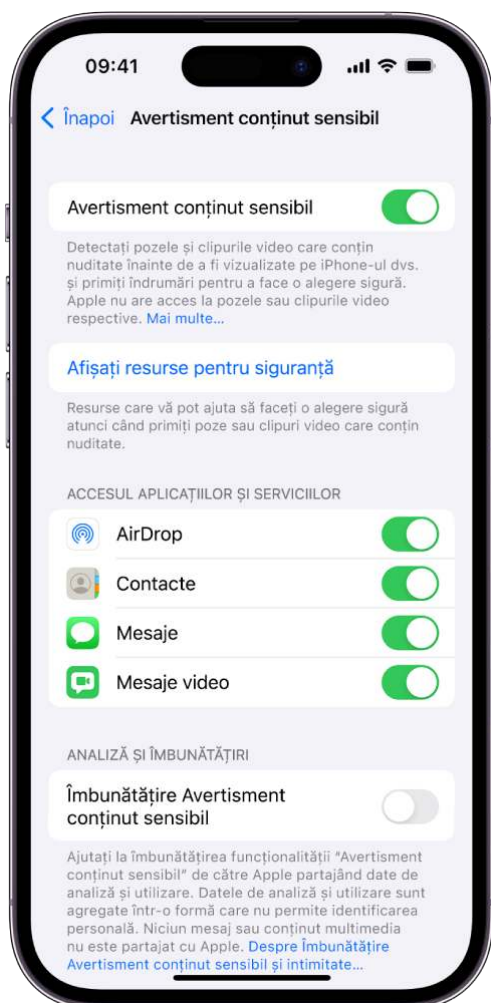 09:41
Înapoi Avertisment conținut sensibil
Avertisment conținut sensibil
Detectați pozele și clipurile video care conțin
nuditate înainte de a fi vizualizate pe iPhone-ul dvs.
și primiți îndrumări pentru a face o alegere sigură.
Apple nu are acces la pozele sau clipurile video
respective. Mai multe...
Afișați resurse pentru siguranță
Resurse care vă pot ajuta să faceți o alegere sigură
atunci când primiți poze sau clipuri video care conțin
nuditate.
ACCESUL APLICAȚIILOR ȘI SERVICIILOR
AirDrop
Contacte
Mesaje
Mesaje video
ANALIZĂ ȘI ÎMBUNĂTĂȚIRI
Îmbunătățire Avertisment
conținut sensibil
Ajutați la îmbunătățirea funcționalității "Avertisment
conținut sensibil" de către Apple partajând date de
analiză și utilizare. Datele de analiză și utilizare sunt
agregate într-o formă care nu permite identificarea
personală. Niciun mesaj sau conținut multimedia
nu este partajat cu Apple. Despre Îmbunătățire
Avertisment conținut sensibil și intimitate...